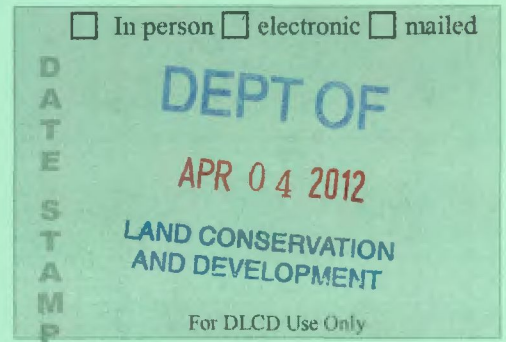 ☐ In person ☐ electronic ☐ mailed
DATE STAMP
DEPT OF
APR 04 2012
LAND CONSERVATION
AND DEVELOPMENT
For DLCD Use Only